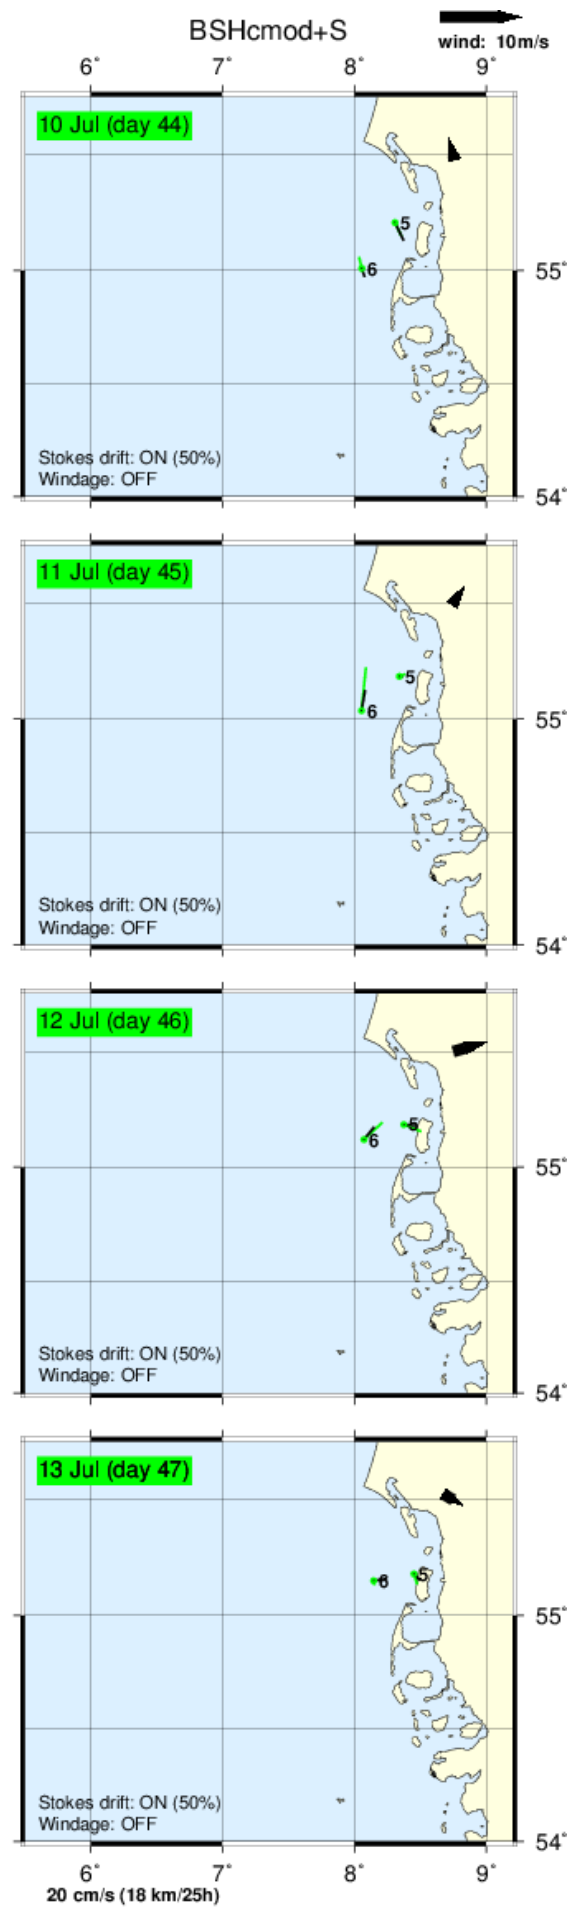 BSHcmod+S
wind: 10m/s
6° 7° 8° 9°
10 Jul (day 44)
5
6
55°
Stokes drift: ON (50%)
Windage: OFF
54°
11 Jul (day 45)
5
6
55°
Stokes drift: ON (50%)
Windage: OFF
54°
12 Jul (day 46)
5
6
55°
Stokes drift: ON (50%)
Windage: OFF
54°
13 Jul (day 47)
5
6
55°
Stokes drift: ON (50%)
Windage: OFF
54°
6° 7° 8° 9°
20 cm/s (18 km/25h)